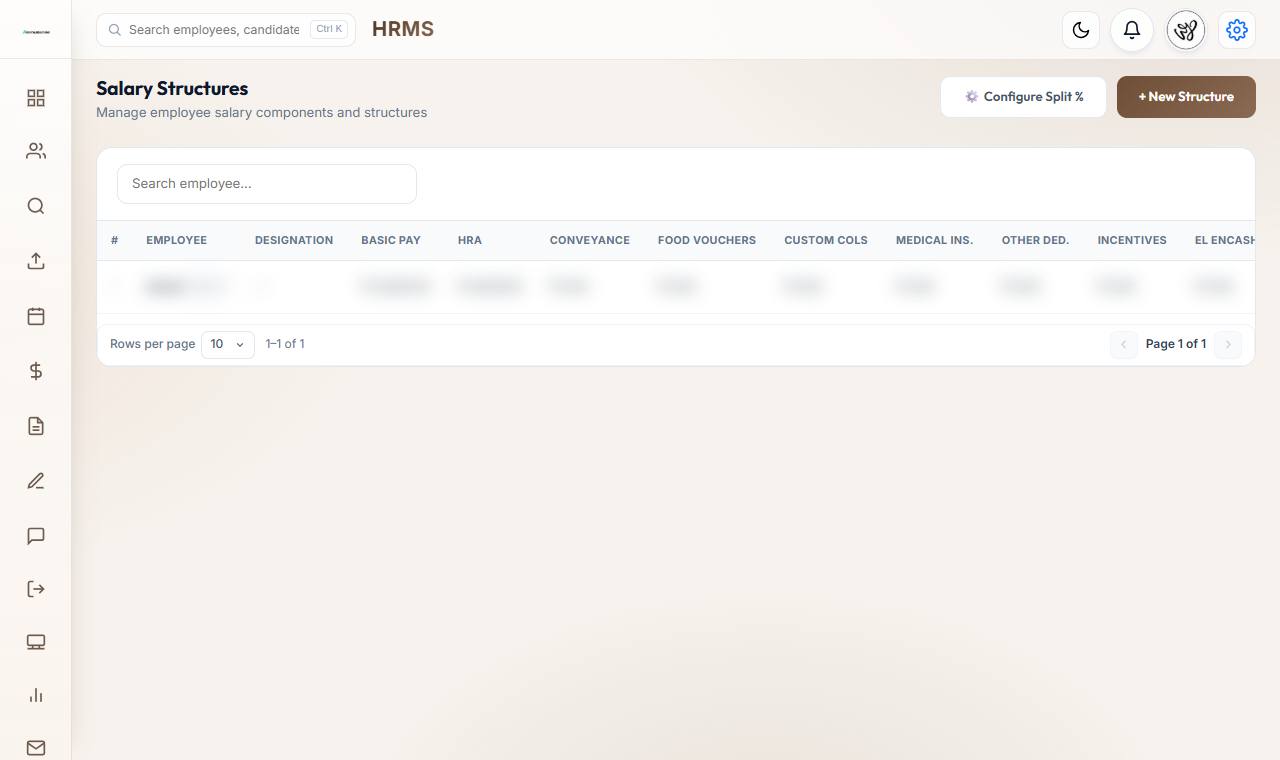 Search employees, candidate
Ctrl K
HRMS
Salary Structures
Manage employee salary components and structures
Configure Split %
+ New Structure
Search employee...
# EMPLOYEE DESIGNATION BASIC PAY HRA CONVEYANCE FOOD VOUCHERS CUSTOM COLS MEDICAL INS. OTHER DED. INCENTIVES EL ENCASH
Rows per page 10 1–1 of 1
Page 1 of 1